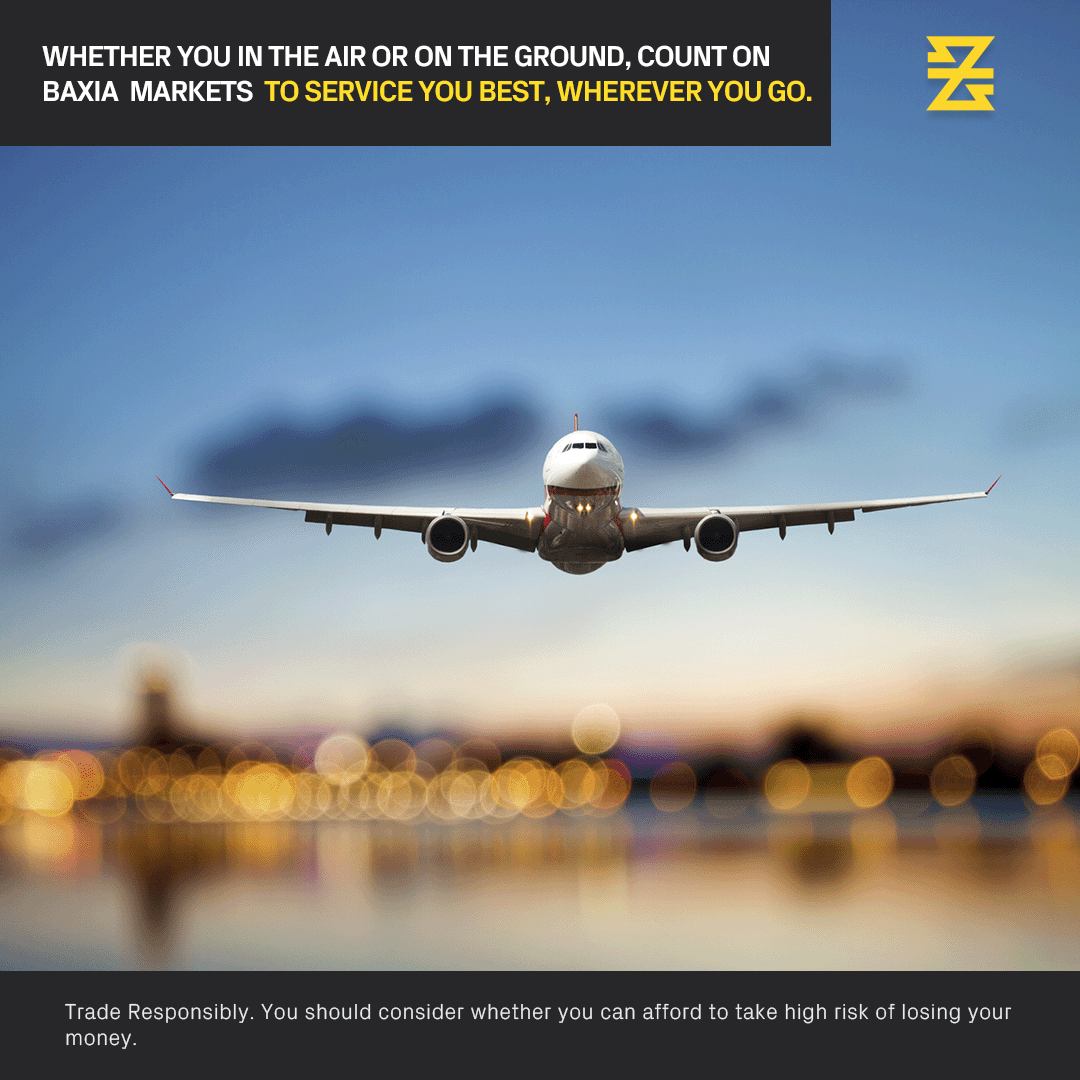 WHETHER YOU IN THE AIR OR ON THE GROUND, COUNT ON
BAXIA MARKETS TO SERVICE YOU BEST, WHEREVER YOU GO.
Trade Responsibly. You should consider whether you can afford to take high risk of losing your
money.